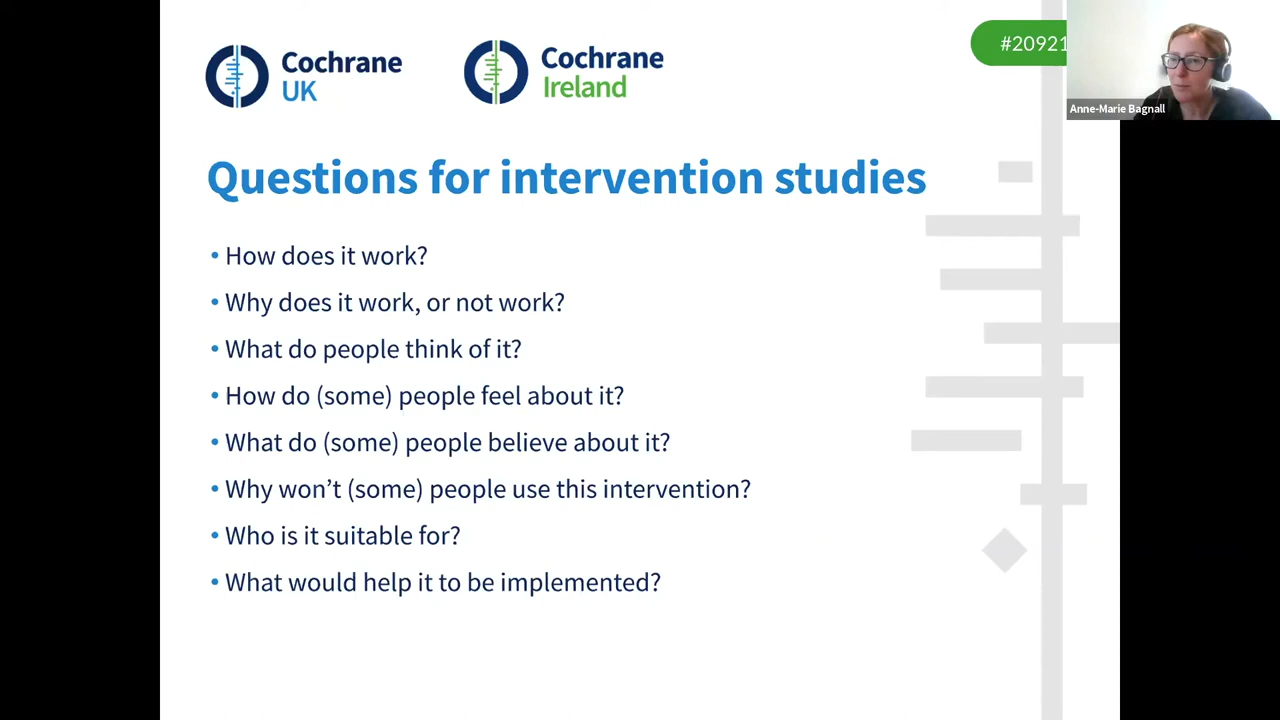 Cochrane
UK
Cochrane
Ireland
#20921
Anne-Marie Bagnall
Questions for intervention studies
• How does it work?
• Why does it work, or not work?
• What do people think of it?
• How do (some) people feel about it?
• What do (some) people believe about it?
• Why won’t (some) people use this intervention?
• Who is it suitable for?
• What would help it to be implemented?